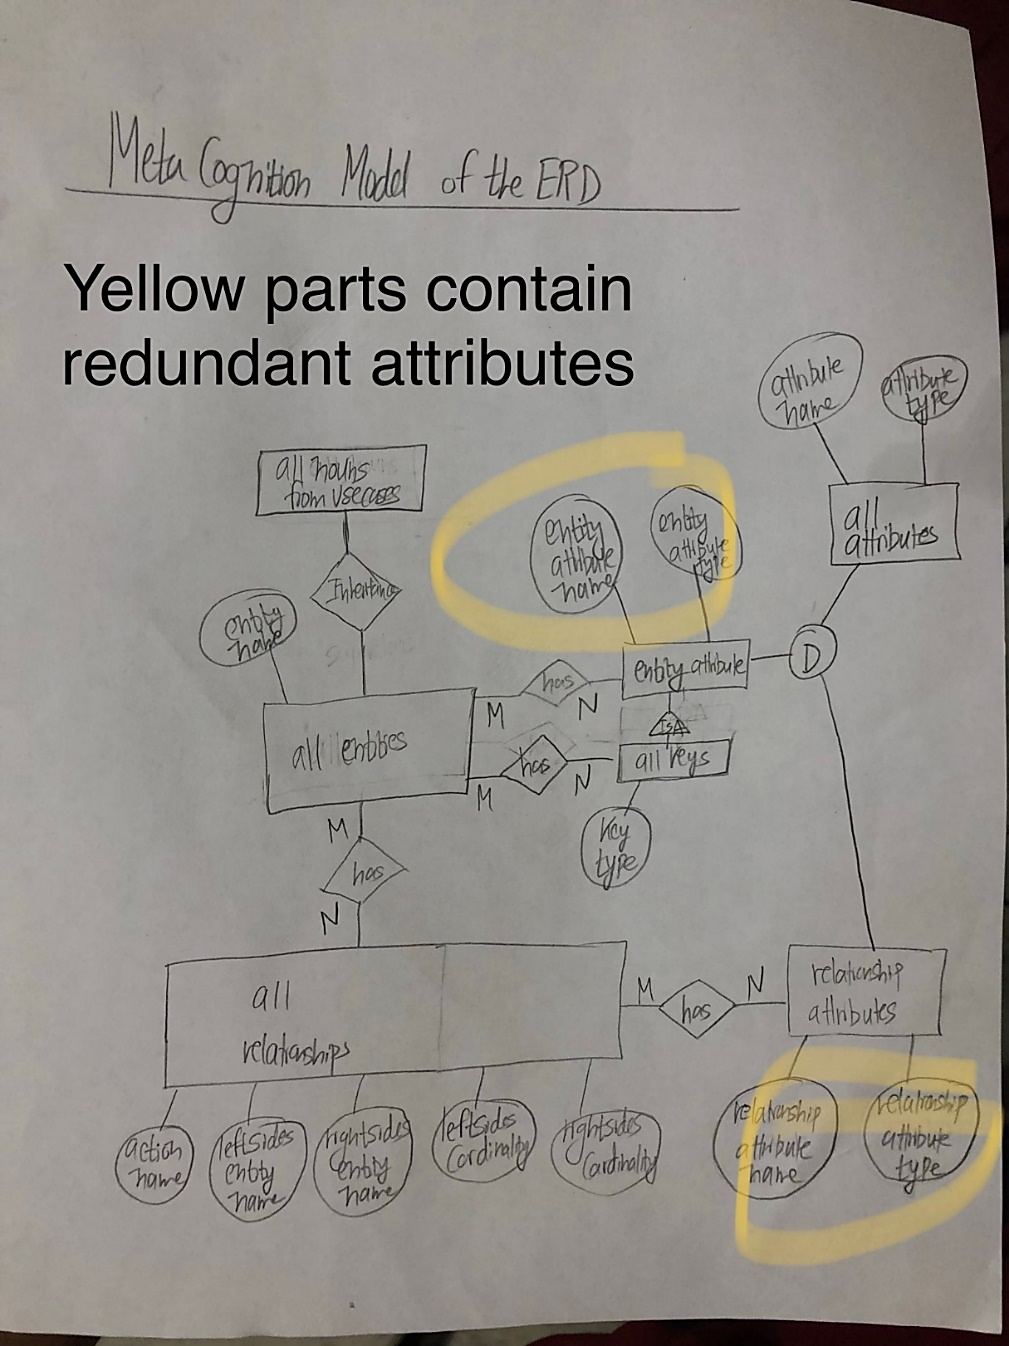 Meta Cognition Model of the ERD
Yellow parts contain
redundant attributes
attribute
name
attribute
type
all nouns
from usecases
all
attributes
entity
attribute
name
entity
attribute
type
Inheritance
entity
name
D
entity attribute
has
M
N
ISA
all entities
all keys
has
M
N
key
type
M
has
N
all
relationships
M
has
N
relationship
attributes
action
name
leftsides
entity
name
rightsides
entity
name
leftsides
Cardinality
rightsides
Cardinality
relationship
attribute
name
relationship
attribute
type